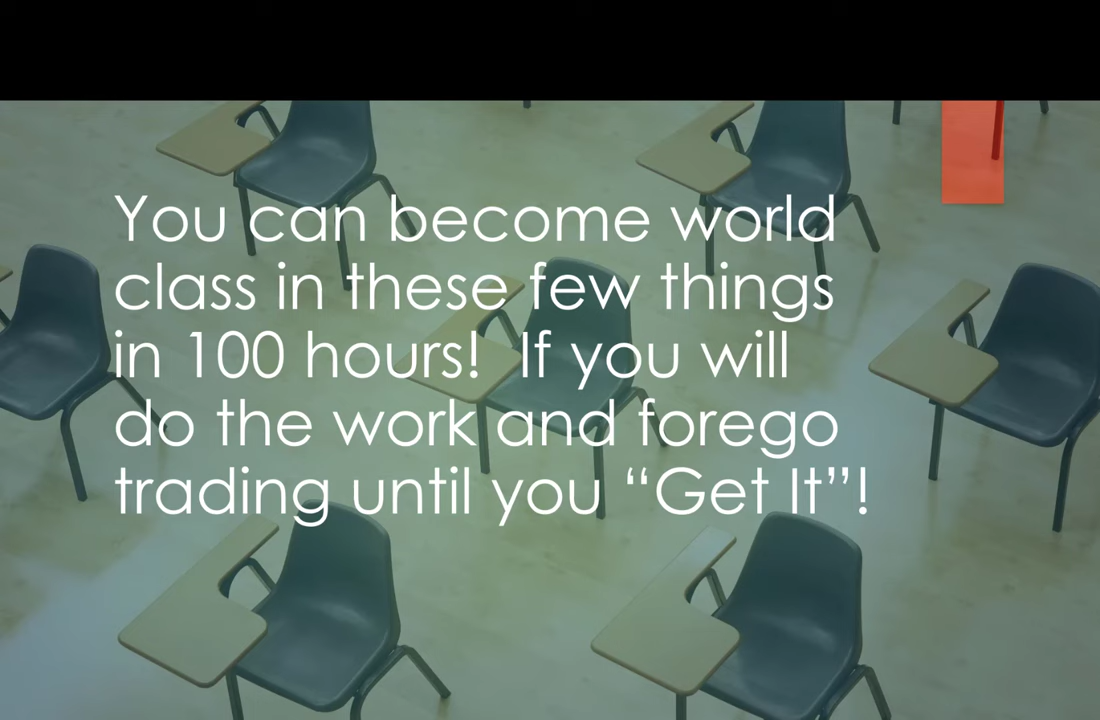 You can become world
class in these few things
in 100 hours!  If you will
do the work and forego
trading until you “Get It”!